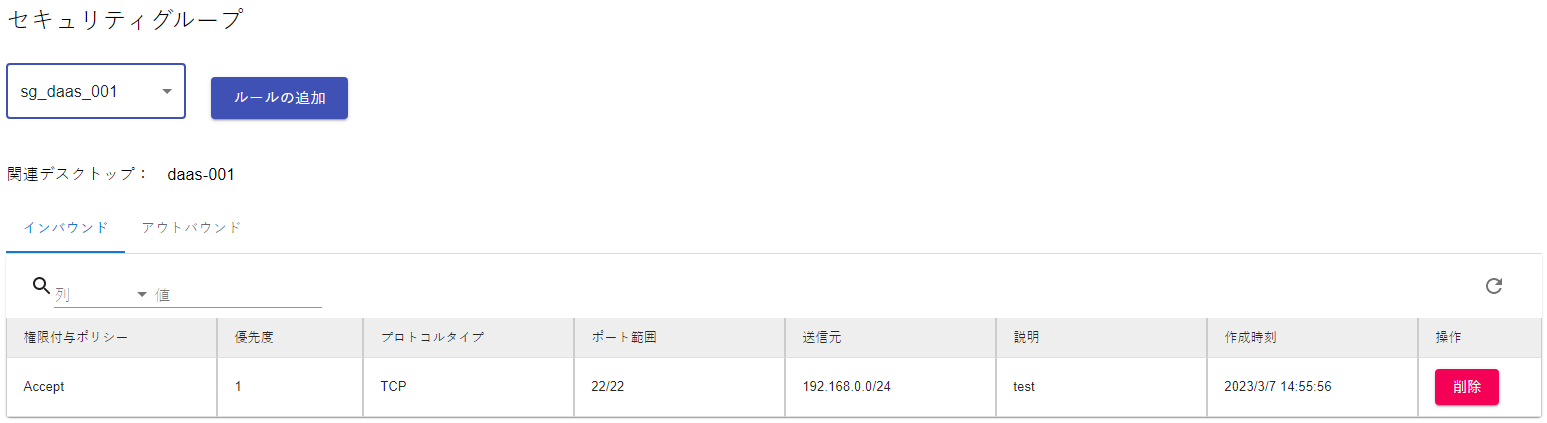 セキュリティグループ
sg_daas_001
ルールの追加
関連デスクトップ： daas-001
インバウンド アウトバウンド
列 値
権限付与ポリシー 優先度 プロトコルタイプ ポート範囲 送信元 説明 作成時刻 操作
Accept 1 TCP 22/22 192.168.0.0/24 test 2023/3/7 14:55:56 削除